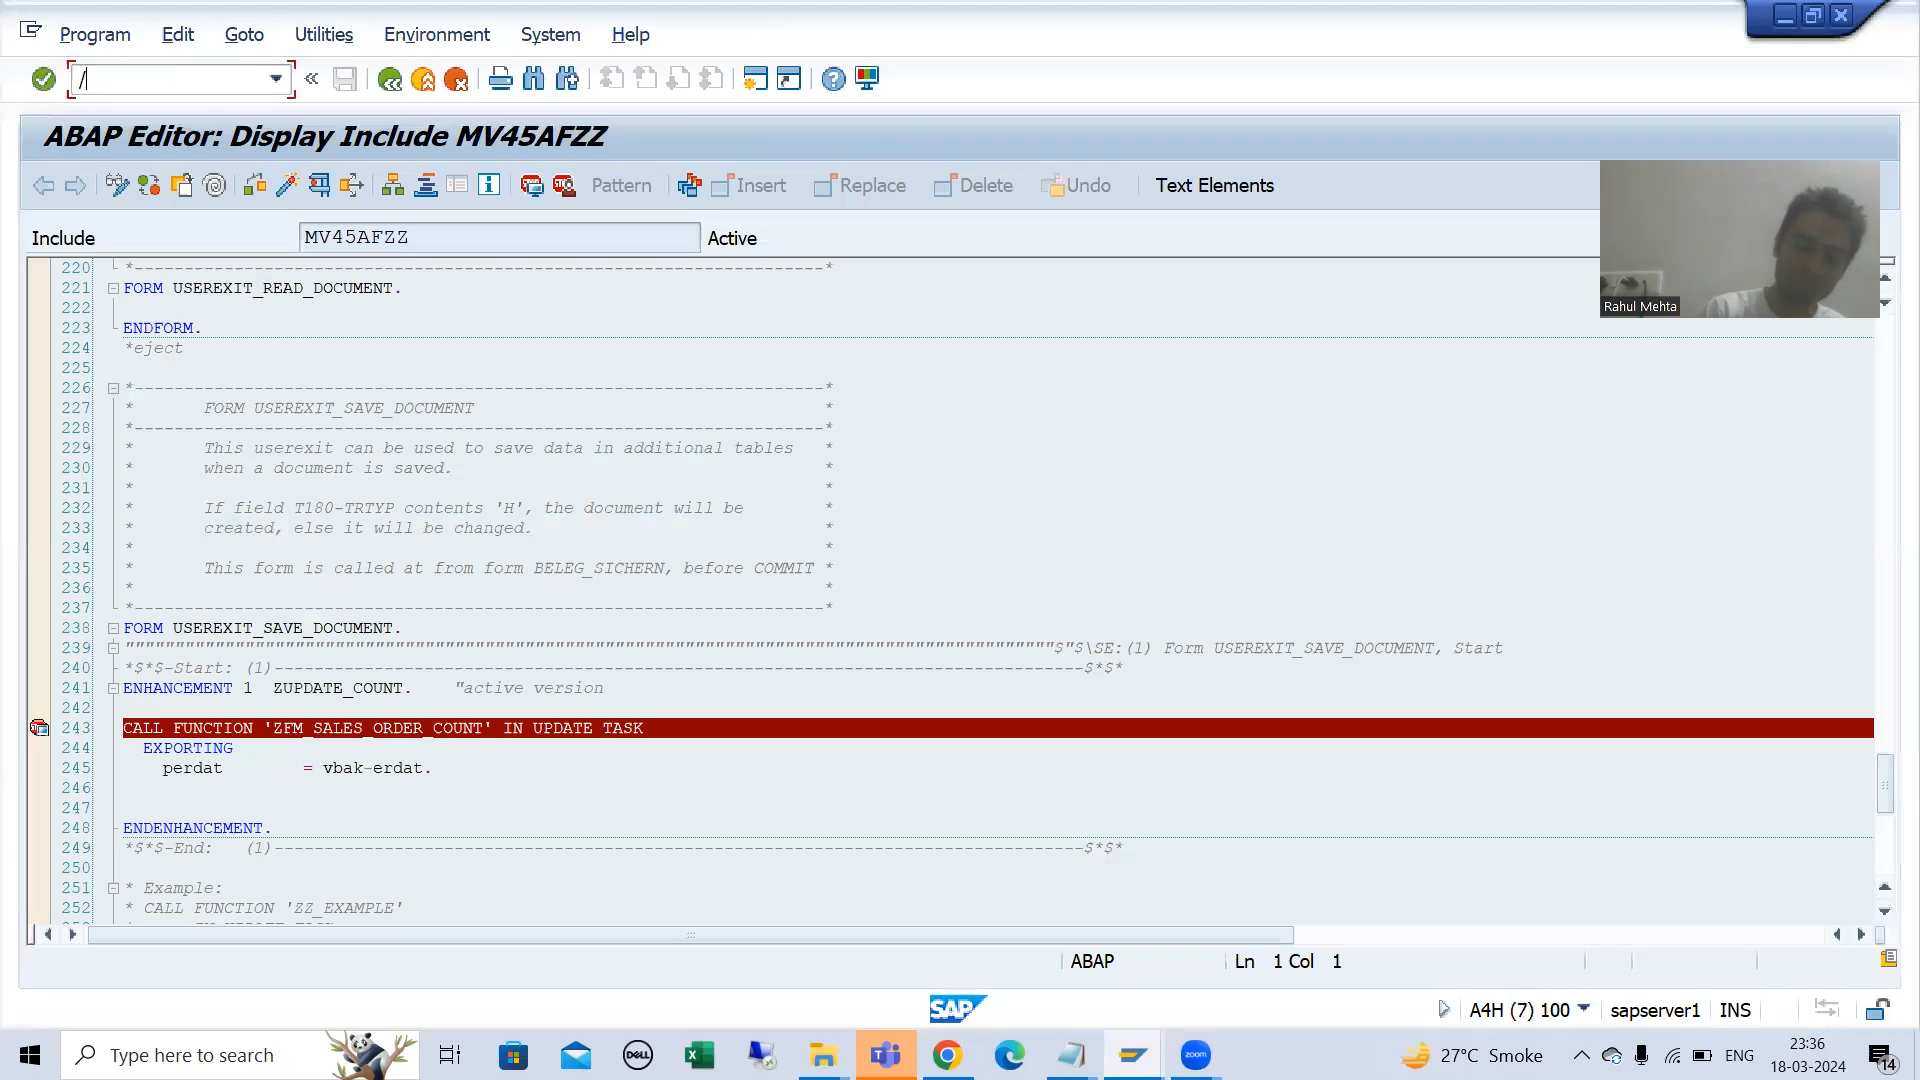 Program Edit Goto Utilities Environment System Help
/
ABAP Editor: Display Include MV45AFZZ
Pattern Insert Replace Delete Undo Text Elements
Include MV45AFZZ Active
Rahul Mehta
220 *---------------------------------------------------------------------*
221 FORM USEREXIT_READ_DOCUMENT.
222
223 ENDFORM.
224 *eject
225
226 *---------------------------------------------------------------------*
227 * FORM USEREXIT_SAVE_DOCUMENT *
228 *---------------------------------------------------------------------*
229 * This userexit can be used to save data in additional tables *
230 * when a document is saved. *
231 * *
232 * If field T180-TRTYP contents 'H', the document will be *
233 * created, else it will be changed. *
234 * *
235 * This form is called at from form BELEG_SICHERN, before COMMIT *
236 * *
237 *---------------------------------------------------------------------*
238 FORM USEREXIT_SAVE_DOCUMENT.
239 """"""""""""""""""""""""""""""""""""""""""""""""""""""""""""""""""""""""""""""""""""""""""""$"$\SE:(1) Form USEREXIT_SAVE_DOCUMENT, Start
240 *$*$-Start: (1)---------------------------------------------------------------------------------$*$*
241 ENHANCEMENT 1 ZUPDATE_COUNT. "active version
242
243 CALL FUNCTION 'ZFM_SALES_ORDER_COUNT' IN UPDATE TASK
244 EXPORTING
245 perdat = vbak-erdat.
246
247
248 ENDENHANCEMENT.
249 *$*$-End: (1)---------------------------------------------------------------------------------$*$*
250
251 * Example:
252 * CALL FUNCTION 'ZZ_EXAMPLE'
ABAP Ln 1 Col 1
SAP A4H (7) 100 sapserver1 INS
Type here to search
DELL
zoom
27°C Smoke
ENG
23:36
18-03-2024
14